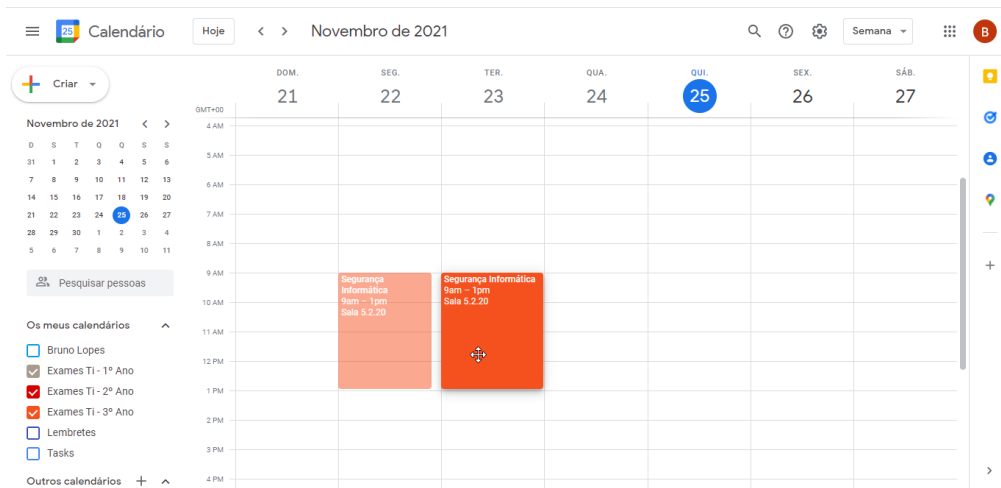 25 Calendário Hoje Novembro de 2021 Semana B
Criar
DOM. SEG. TER. QUA. QUI. SEX. SÁB.
21 22 23 24 25 26 27
GMT+00
Novembro de 2021
D S T Q Q S S
31 1 2 3 4 5 6
7 8 9 10 11 12 13
14 15 16 17 18 19 20
21 22 23 24 25 26 27
28 29 30 1 2 3 4
5 6 7 8 9 10 11
Pesquisar pessoas
Os meus calendários
Bruno Lopes
Exames Ti - 1º Ano
Exames Ti - 2º Ano
Exames Ti - 3º Ano
Lembretes
Tasks
Outros calendários
4 AM
5 AM
6 AM
7 AM
8 AM
9 AM
10 AM
11 AM
12 PM
1 PM
2 PM
3 PM
4 PM
Segurança
Informática
9am – 1pm
Sala 5.2.20
Segurança Informática
9am – 1pm
Sala 5.2.20